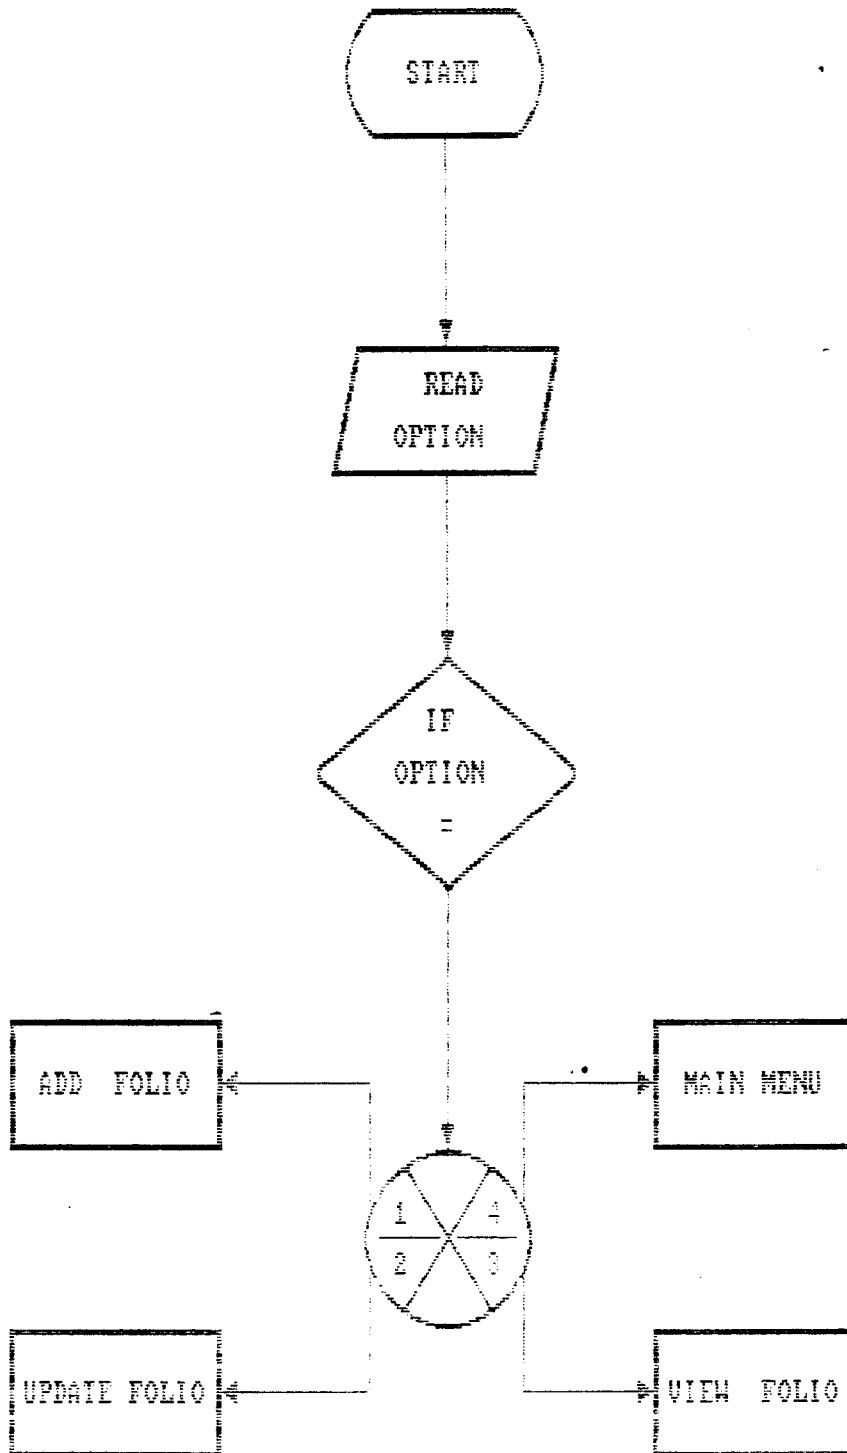 START
READ
OPTION
IF
OPTION
=
ADD FOLIO
MAIN MENU
1
4
2
3
UPDATE FOLIO
VIEW FOLIO